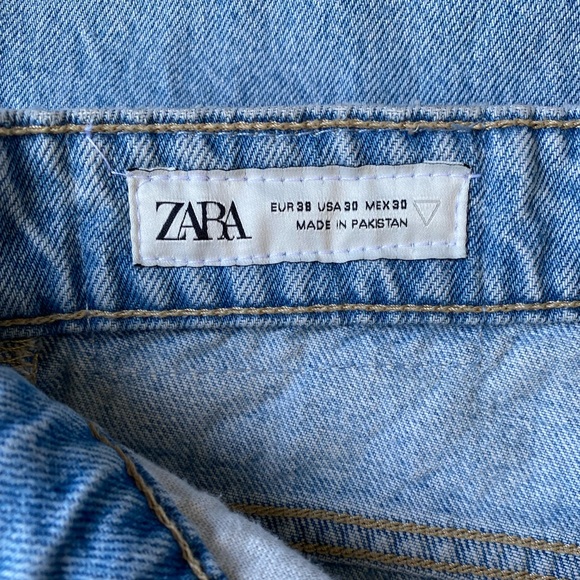 ZARA
EUR 38 USA 30 MEX 30
MADE IN PAKISTAN